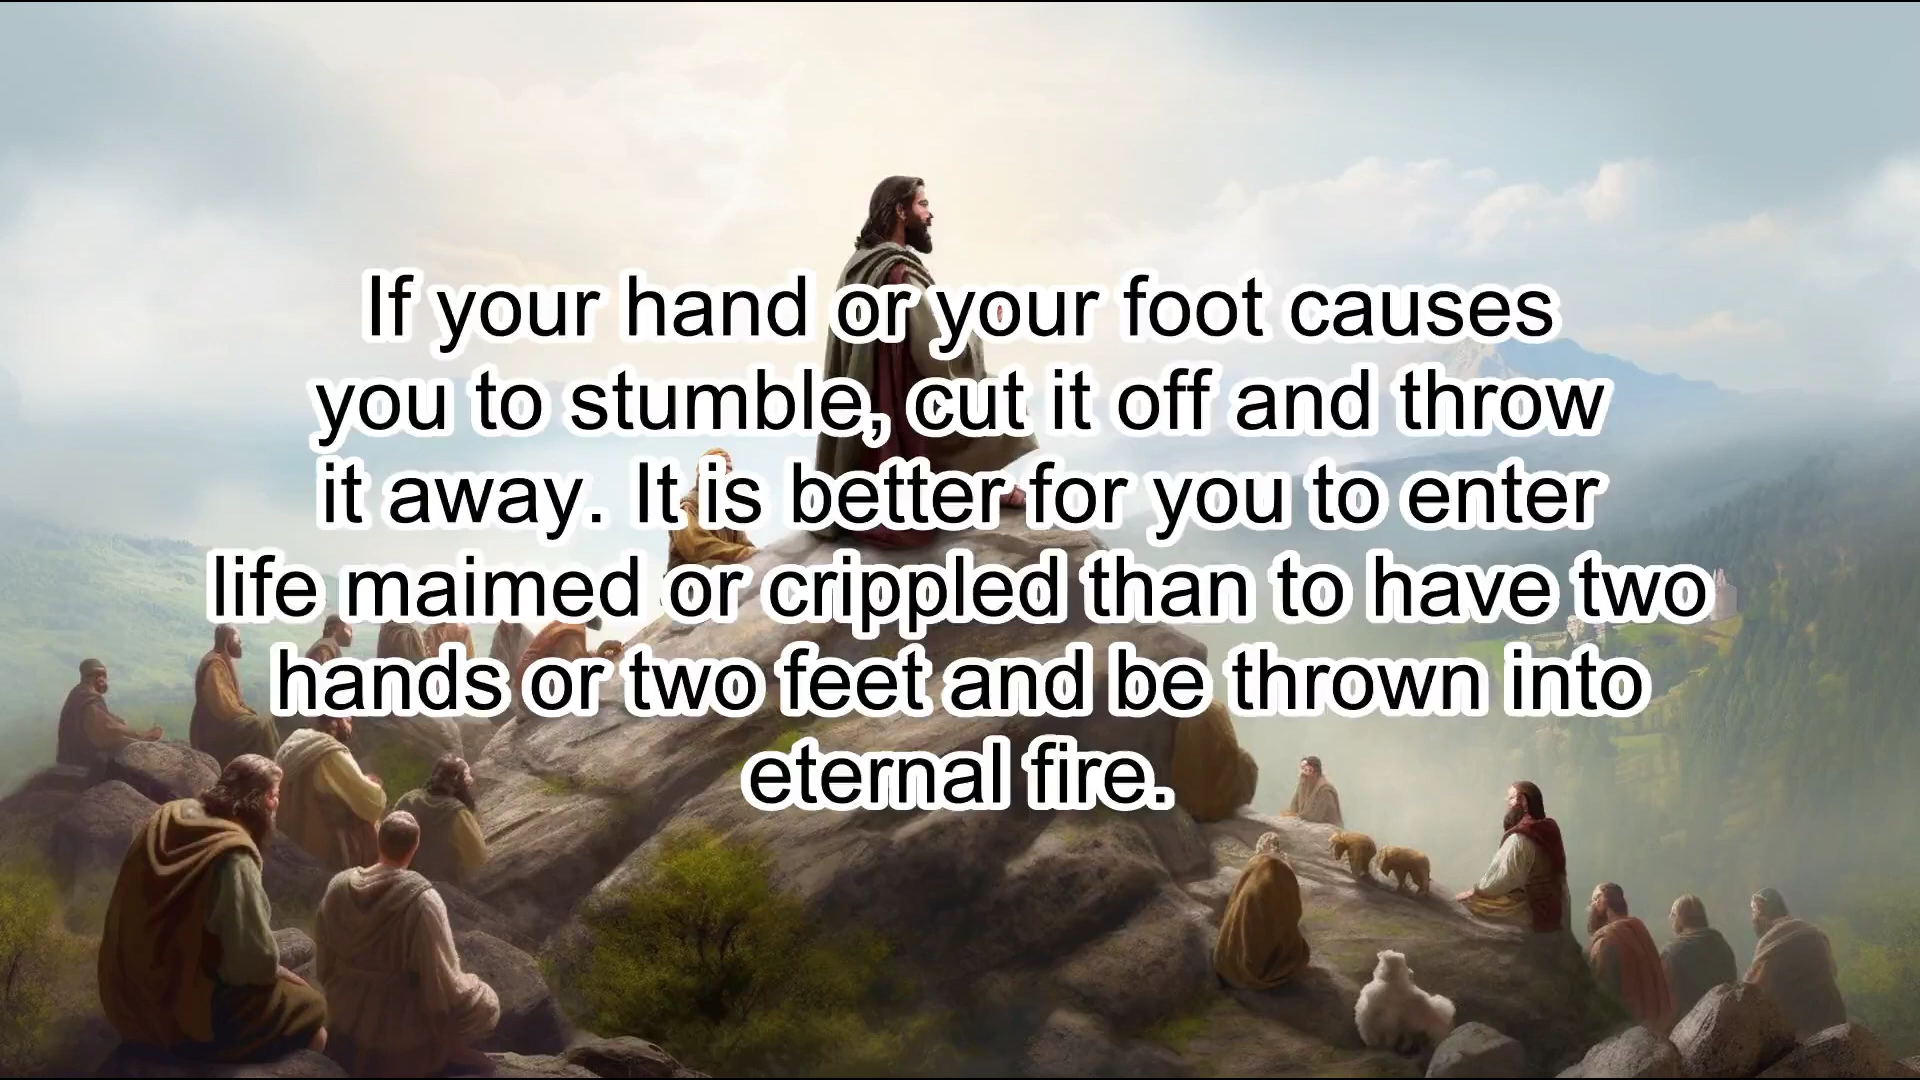 If your hand or your foot causes
you to stumble, cut it off and throw
it away. It is better for you to enter
life maimed or crippled than to have two
hands or two feet and be thrown into
eternal fire.